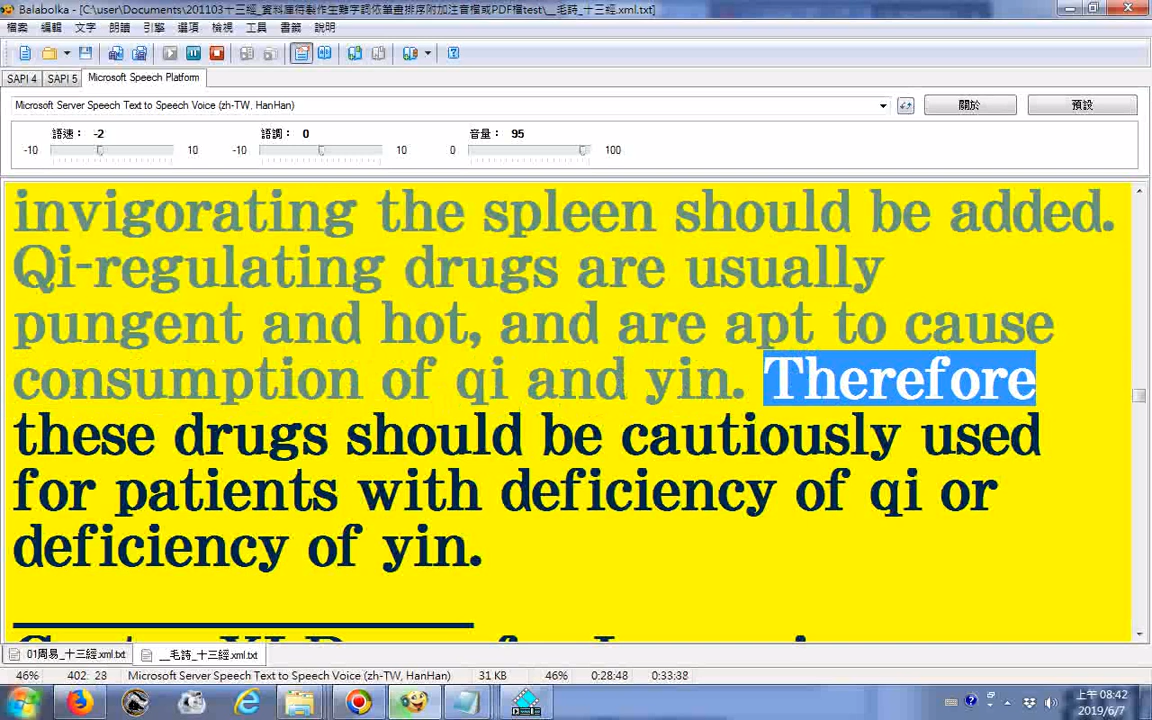 Balabolka - [C:\user\Documents\201103十三經_資料庫待製作生難字詞依筆畫排序附加注音檔或PDF檔test\__毛詩_十三經.xml.txt]
檔案 編輯 文字 朗讀 引擎 選項 檢視 工具 書籤 說明
SAPI 4 SAPI 5 Microsoft Speech Platform
Microsoft Server Speech Text to Speech Voice (zh-TW, HanHan) 關於 預設
語速： -2 語調： 0 音量： 95
-10 10 -10 10 0 100
invigorating the spleen should be added.
Qi-regulating drugs are usually
pungent and hot, and are apt to cause
consumption of qi and yin. Therefore
these drugs should be cautiously used
for patients with deficiency of qi or
deficiency of yin.
01周易_十三經.xml.txt __毛詩_十三經.xml.txt
46% 402: 23 Microsoft Server Speech Text to Speech Voice (zh-TW, HanHan) 31 KB 46% 0:28:48 0:33:38
上午 08:42
2019/6/7